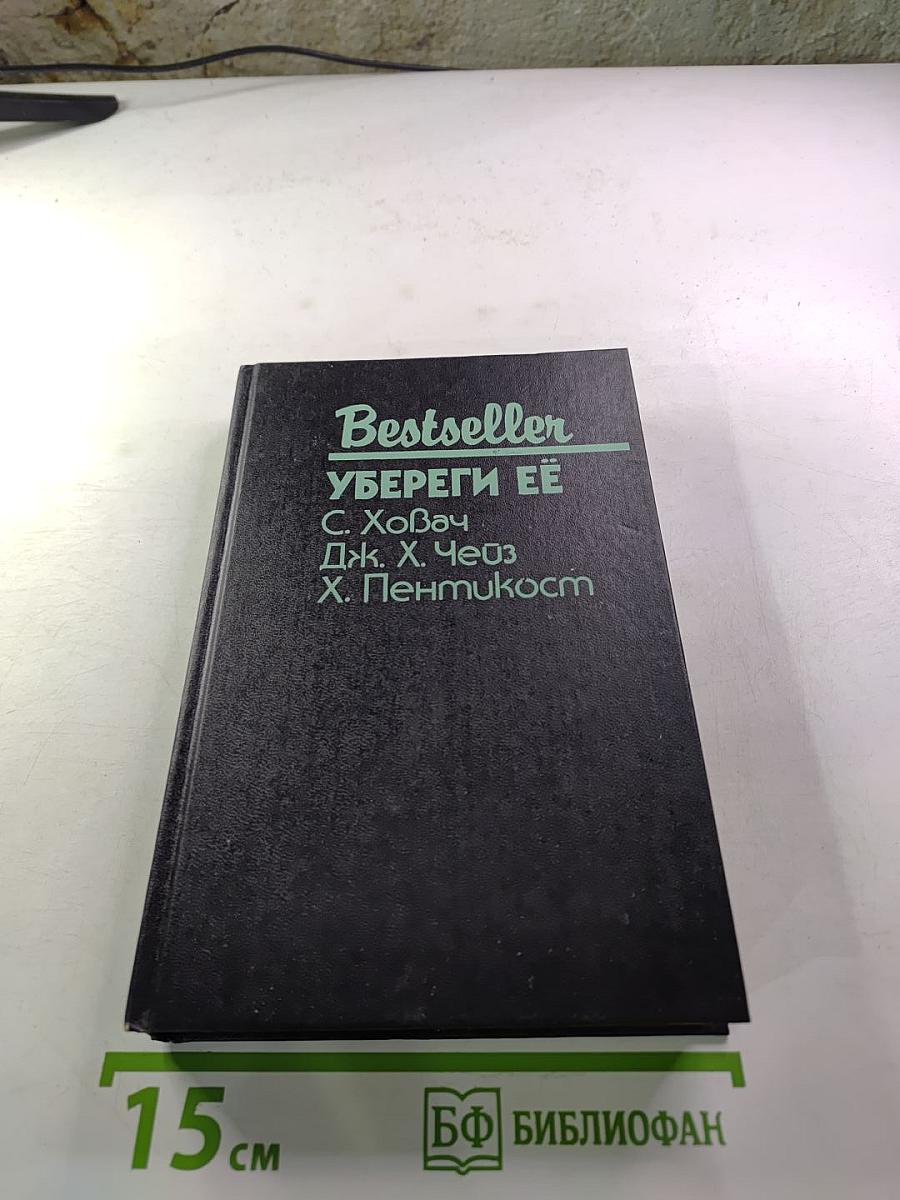 Bestseller
УБЕРЕГИ ЕЁ
С. Ховач
Дж. Х. Чейз
Х. Пентикост
15 см
БФ БИБЛИОФАН